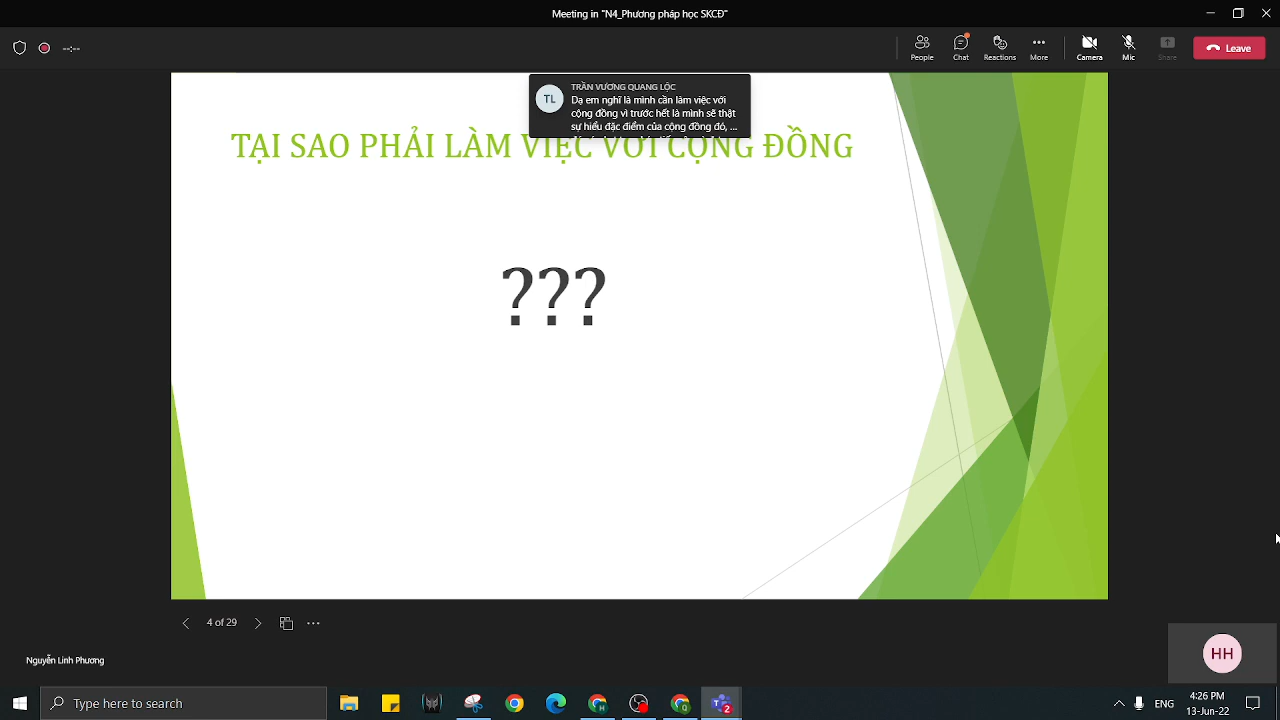 Meeting in "N4_Phương pháp học SKCĐ"
--:--
People
Chat
Reactions
More
Camera
Mic
Share
Leave
TL
TRẦN VƯƠNG QUANG LỘC
Dạ em nghĩ là mình cần làm việc với
cộng đồng vì trước hết là mình sẽ thật
sự hiểu đặc điểm của cộng đồng đó, ...
TẠI SAO PHẢI LÀM VIỆC VỚI CỘNG ĐỒNG
???
4 of 29
Nguyễn Linh Phương
HH
Type here to search
2
ENG
4:26 PM
13-Jun-22